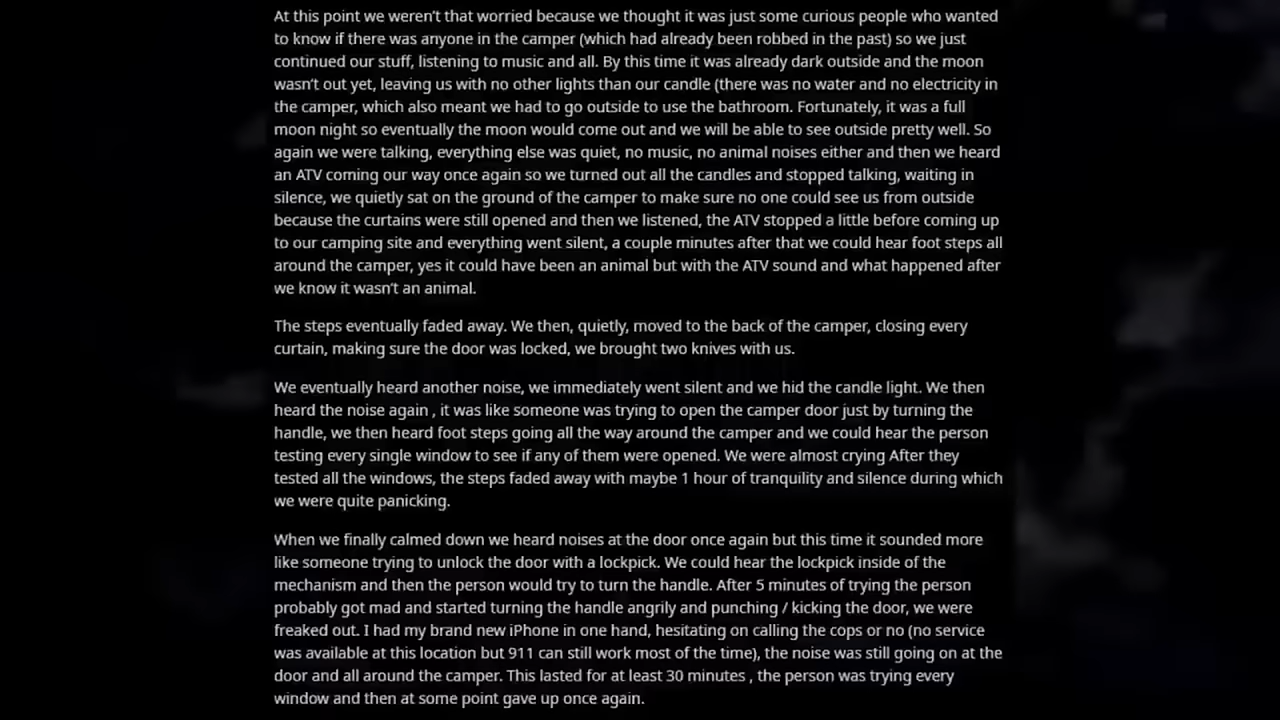 At this point we weren't that worried because we thought it was just some curious people who wanted
to know if there was anyone in the camper (which had already been robbed in the past) so we just
continued our stuff, listening to music and all. By this time it was already dark outside and the moon
wasn't out yet, leaving us with no other lights than our candle (there was no water and no electricity in
the camper, which also meant we had to go outside to use the bathroom. Fortunately, it was a full
moon night so eventually the moon would come out and we will be able to see outside pretty well. So
again we were talking, everything else was quiet, no music, no animal noises either and then we heard
an ATV coming our way once again so we turned out all the candles and stopped talking, waiting in
silence, we quietly sat on the ground of the camper to make sure no one could see us from outside
because the curtains were still opened and then we listened, the ATV stopped a little before coming up
to our camping site and everything went silent, a couple minutes after that we could hear foot steps all
around the camper, yes it could have been an animal but with the ATV sound and what happened after
we know it wasn't an animal.
The steps eventually faded away. We then, quietly, moved to the back of the camper, closing every
curtain, making sure the door was locked, we brought two knives with us.
We eventually heard another noise, we immediately went silent and we hid the candle light. We then
heard the noise again , it was like someone was trying to open the camper door just by turning the
handle, we then heard foot steps going all the way around the camper and we could hear the person
testing every single window to see if any of them were opened. We were almost crying After they
tested all the windows, the steps faded away with maybe 1 hour of tranquility and silence during which
we were quite panicking.
When we finally calmed down we heard noises at the door once again but this time it sounded more
like someone trying to unlock the door with a lockpick. We could hear the lockpick inside of the
mechanism and then the person would try to turn the handle. After 5 minutes of trying the person
probably got mad and started turning the handle angrily and punching / kicking the door, we were
freaked out. I had my brand new iPhone in one hand, hesitating on calling the cops or no (no service
was available at this location but 911 can still work most of the time), the noise was still going on at the
door and all around the camper. This lasted for at least 30 minutes , the person was trying every
window and then at some point gave up once again.